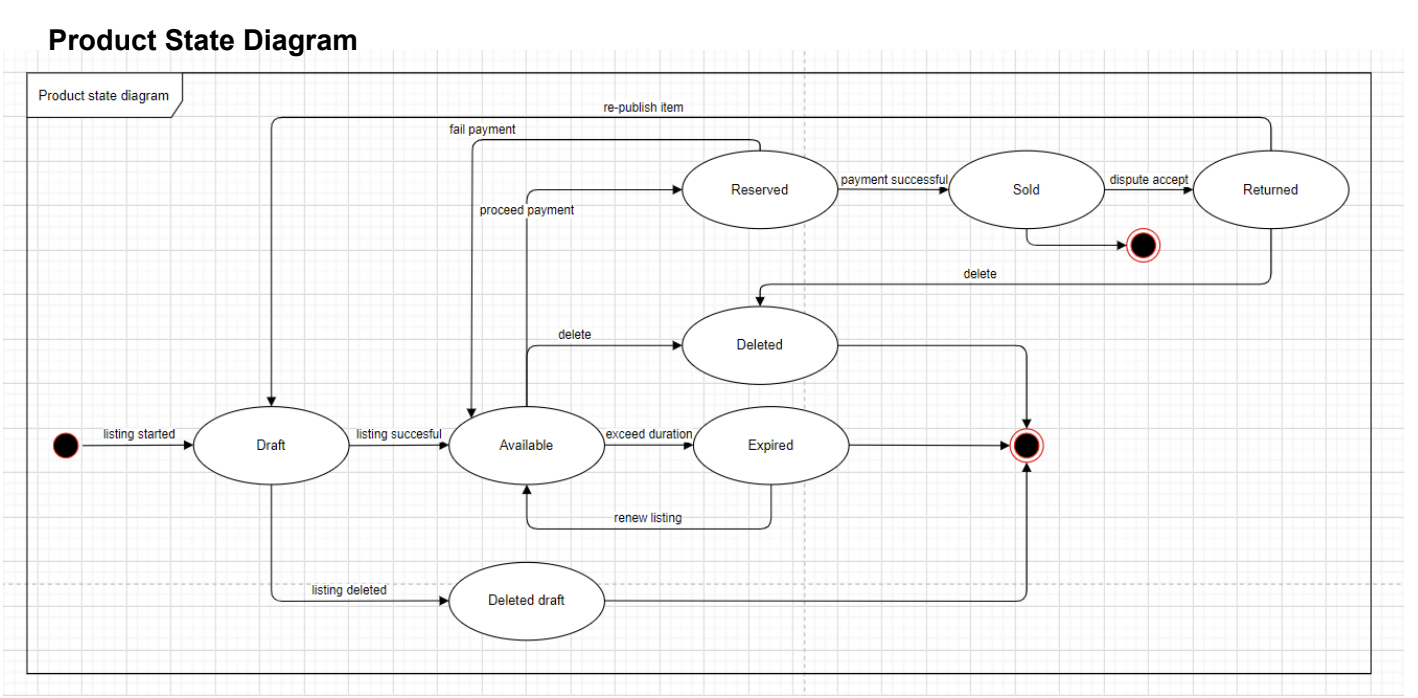 Product State Diagram
Product state diagram
re-publish item
fail payment
Reserved
payment successful
Sold
dispute accept
Returned
proceed payment
delete
delete
Deleted
listing started
Draft
listing succesful
Available
exceed duration
Expired
renew listing
listing deleted
Deleted draft